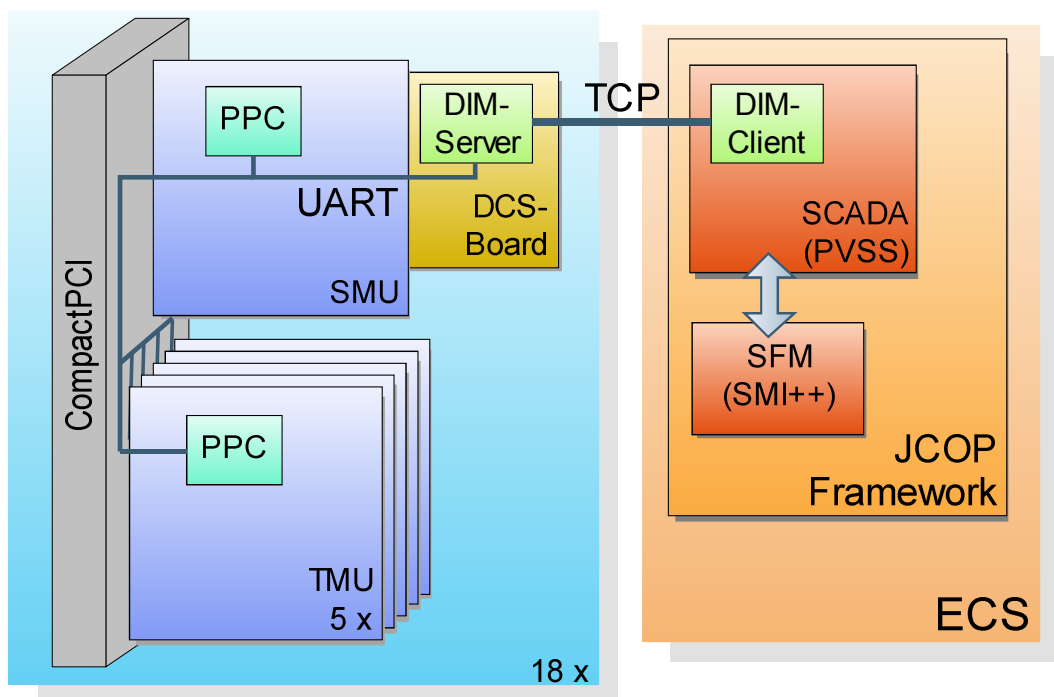 CompactPCI
PPC
UART
SMU
DIM-
Server
DCS-
Board
PPC
TMU
5 x
18 x
TCP
DIM-
Client
SCADA
(PVSS)
SFM
(SMI++)
JCOP
Framework
ECS